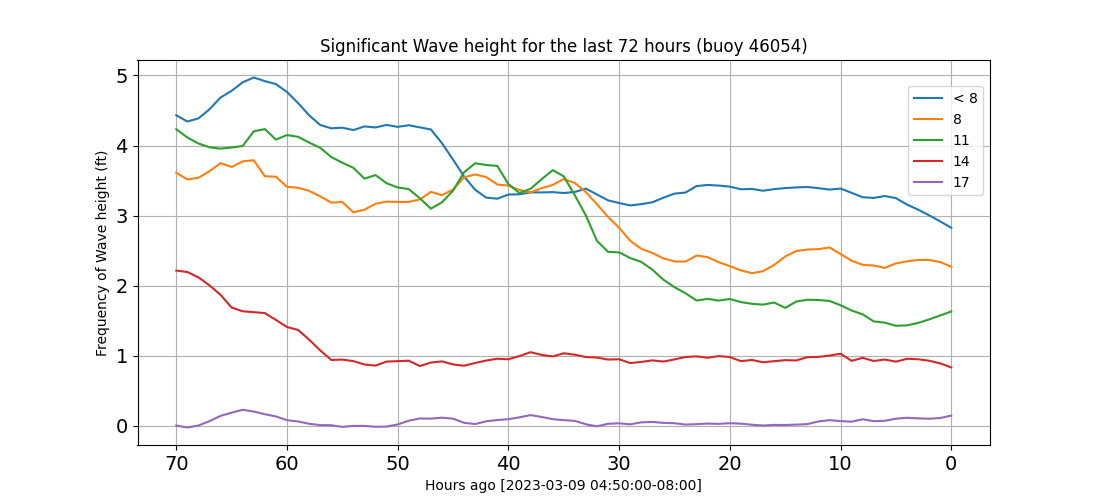 Significant Wave height for the last 72 hours (buoy 46054)
Frequency of Wave height (ft)
5
4
3
2
1
0
< 8
8
11
14
17
70 60 50 40 30 20 10 0
Hours ago [2023-03-09 04:50:00-08:00]